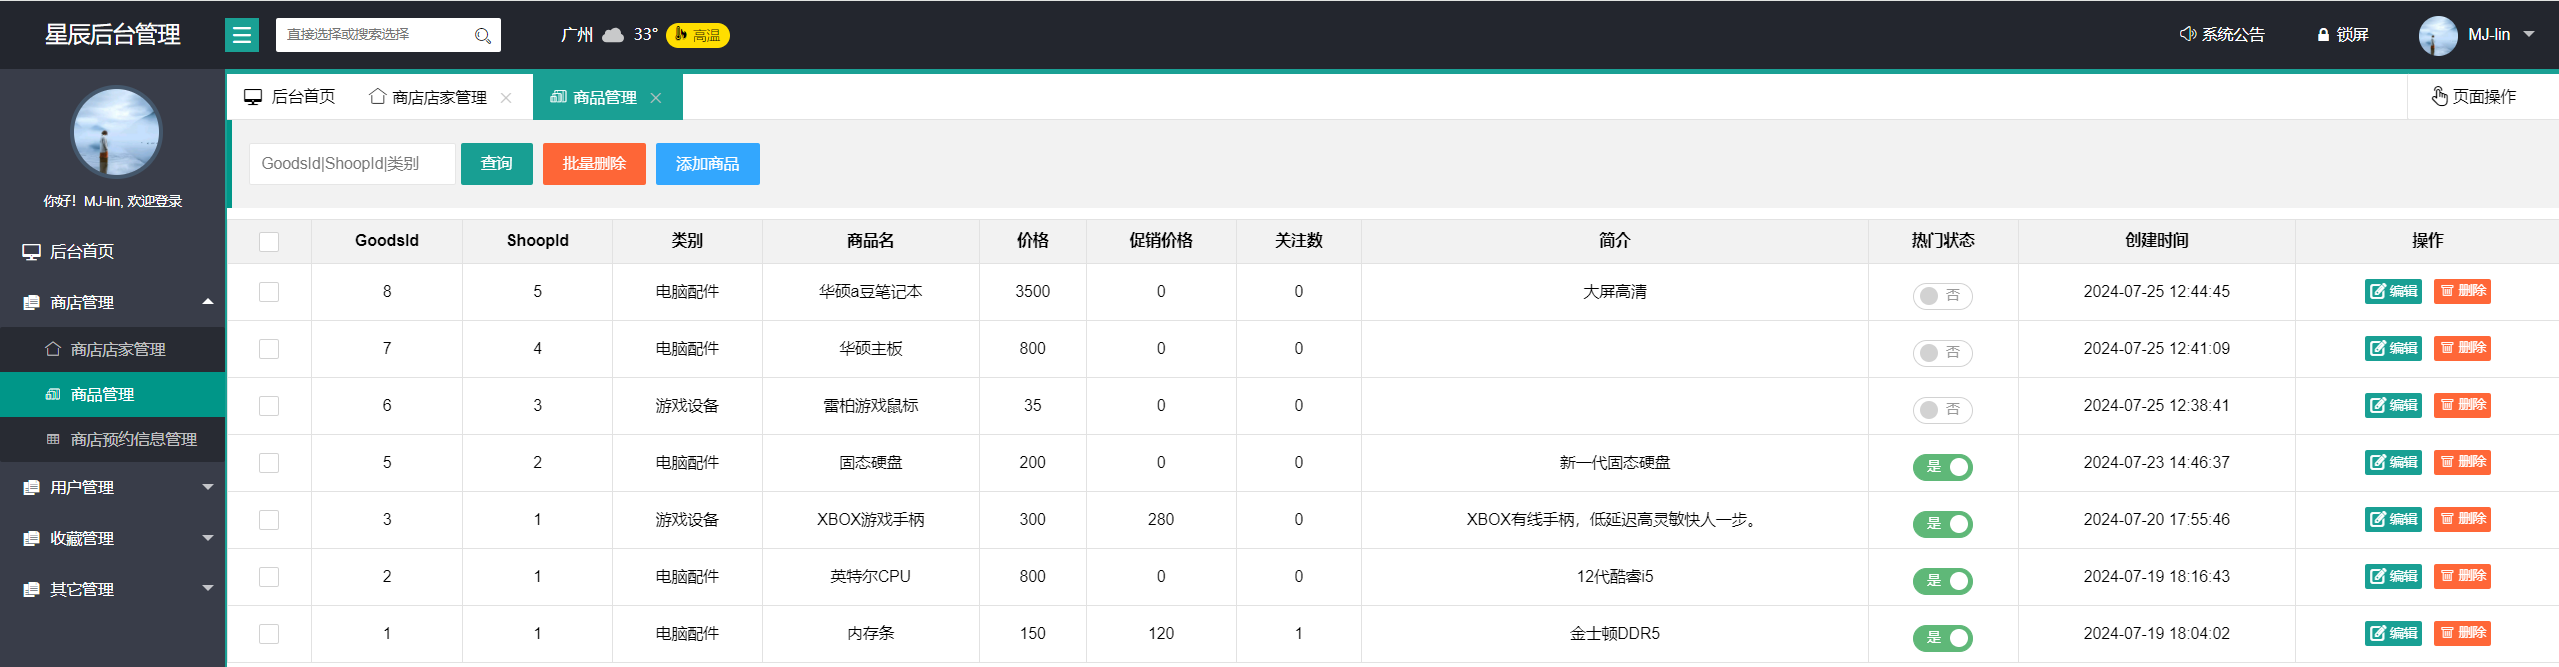 星辰后台管理 直接选择或搜索选择 广州 33° 高温 系统公告 锁屏 MJ-lin
后台首页 商店店家管理 商品管理 页面操作
你好！MJ-lin, 欢迎登录
后台首页
商店管理
商店店家管理
商品管理
商店预约信息管理
用户管理
收藏管理
其它管理
GoodsId|ShoopId|类别 查询 批量删除 添加商品
GoodsId ShoopId 类别 商品名 价格 促销价格 关注数 简介 热门状态 创建时间 操作
8 5 电脑配件 华硕a豆笔记本 3500 0 0 大屏高清 否 2024-07-25 12:44:45 编辑 删除
7 4 电脑配件 华硕主板 800 0 0 否 2024-07-25 12:41:09 编辑 删除
6 3 游戏设备 雷柏游戏鼠标 35 0 0 否 2024-07-25 12:38:41 编辑 删除
5 2 电脑配件 固态硬盘 200 0 0 新一代固态硬盘 是 2024-07-23 14:46:37 编辑 删除
3 1 游戏设备 XBOX游戏手柄 300 280 0 XBOX有线手柄，低延迟高灵敏快人一步。 是 2024-07-20 17:55:46 编辑 删除
2 1 电脑配件 英特尔CPU 800 0 0 12代酷睿i5 是 2024-07-19 18:16:43 编辑 删除
1 1 电脑配件 内存条 150 120 1 金士顿DDR5 是 2024-07-19 18:04:02 编辑 删除